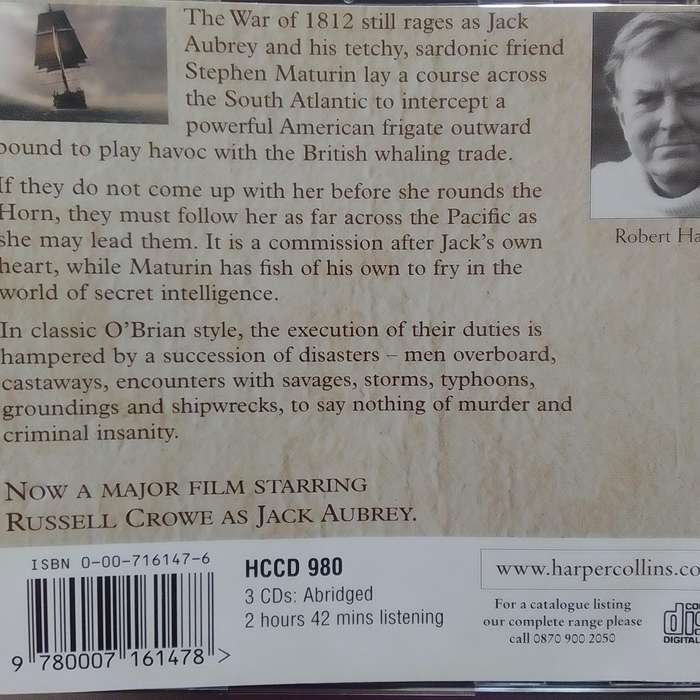 The War of 1812 still rages as Jack
Aubrey and his tetchy, sardonic friend
Stephen Maturin lay a course across
the South Atlantic to intercept a
powerful American frigate outward
bound to play havoc with the British whaling trade.
If they do not come up with her before she rounds the
Horn, they must follow her as far across the Pacific as
she may lead them. It is a commission after Jack's own
heart, while Maturin has fish of his own to fry in the
world of secret intelligence.
In classic O'Brian style, the execution of their duties is
hampered by a succession of disasters – men overboard,
castaways, encounters with savages, storms, typhoons,
groundings and shipwrecks, to say nothing of murder and
criminal insanity.
NOW A MAJOR FILM STARRING
RUSSELL CROWE AS JACK AUBREY.
Robert Ha
ISBN 0-00-716147-6
9 780007 161478 >
HCCD 980
3 CDs: Abridged
2 hours 42 mins listening
www.harpercollins.co
For a catalogue listing
our complete range please
call 0870 900 2050
DIGITAL